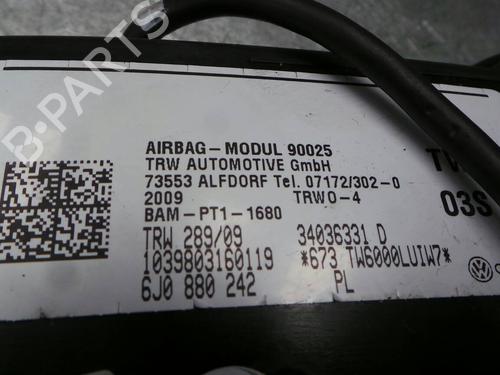 AIRBAG-MODUL 90025
TRW AUTOMOTIVE GmbH
73553 ALFDORF Tel. 07172/302-0
2009 TRWO-4
BAM-PT1-1680
TRW 289/09 34036331 D
1039803160119 *673 TW6000LUIW7*
6J0 880 242 PL
03S
B-PARTS